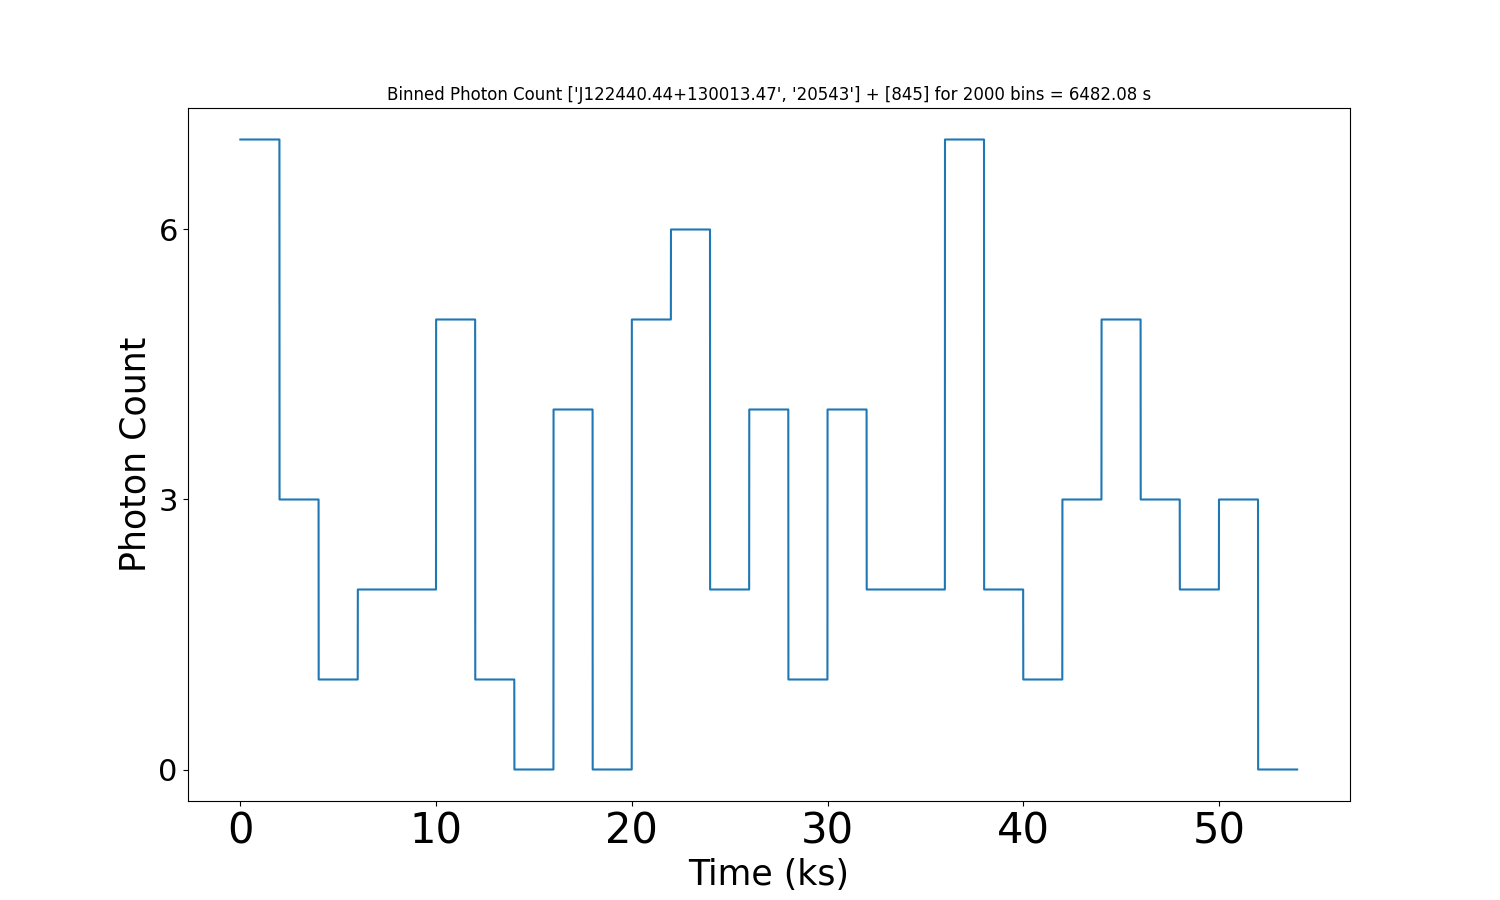 Binned Photon Count ['J122440.44+130013.47', '20543'] + [845] for 2000 bins = 6482.08 s
6
3
0
Photon Count
0 10 20 30 40 50
Time (ks)